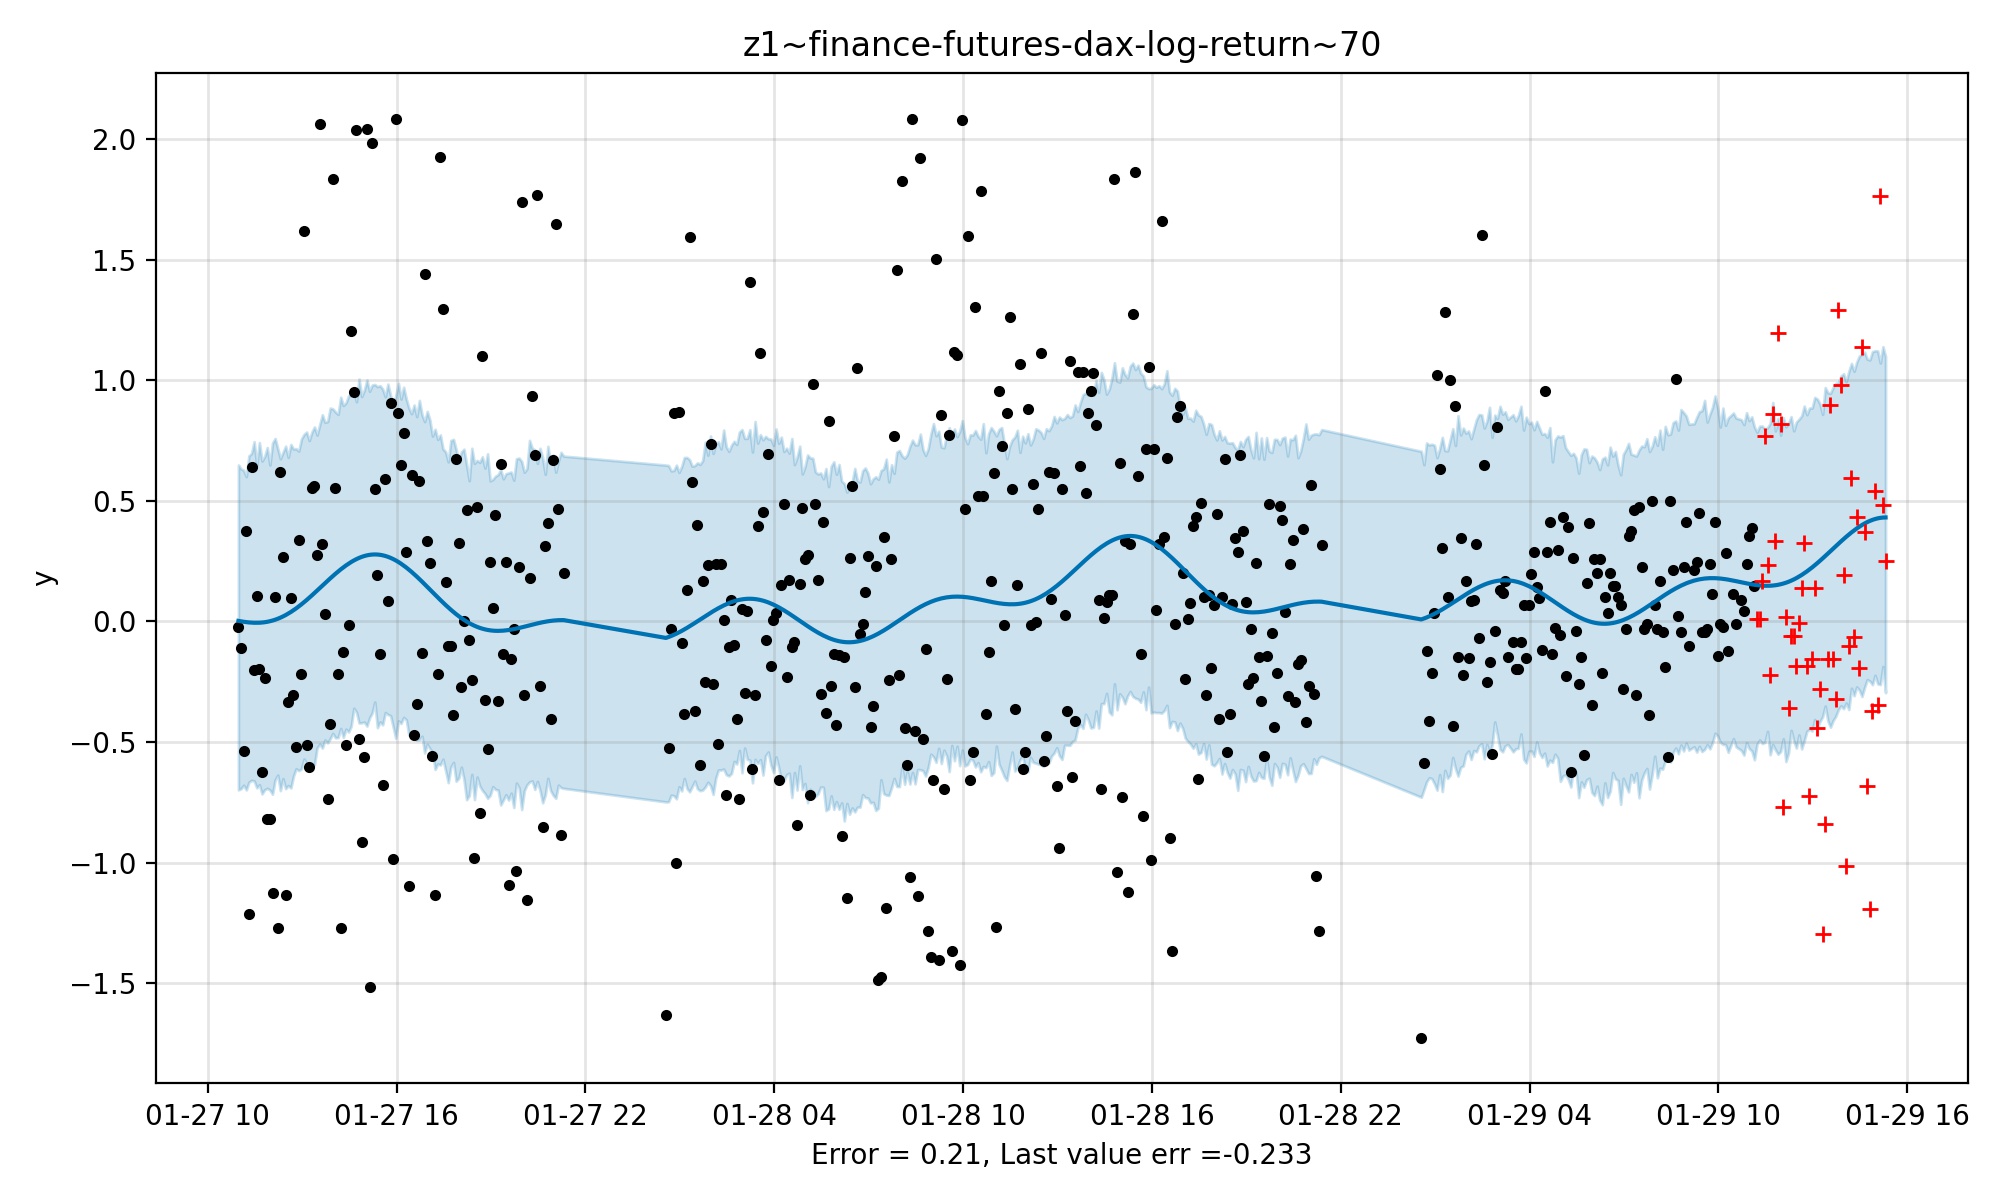 z1~finance-futures-dax-log-return~70
y
2.0
1.5
1.0
0.5
0.0
−0.5
−1.0
−1.5
01-27 10 01-27 16 01-27 22 01-28 04 01-28 10 01-28 16 01-28 22 01-29 04 01-29 10 01-29 16
Error = 0.21, Last value err =-0.233